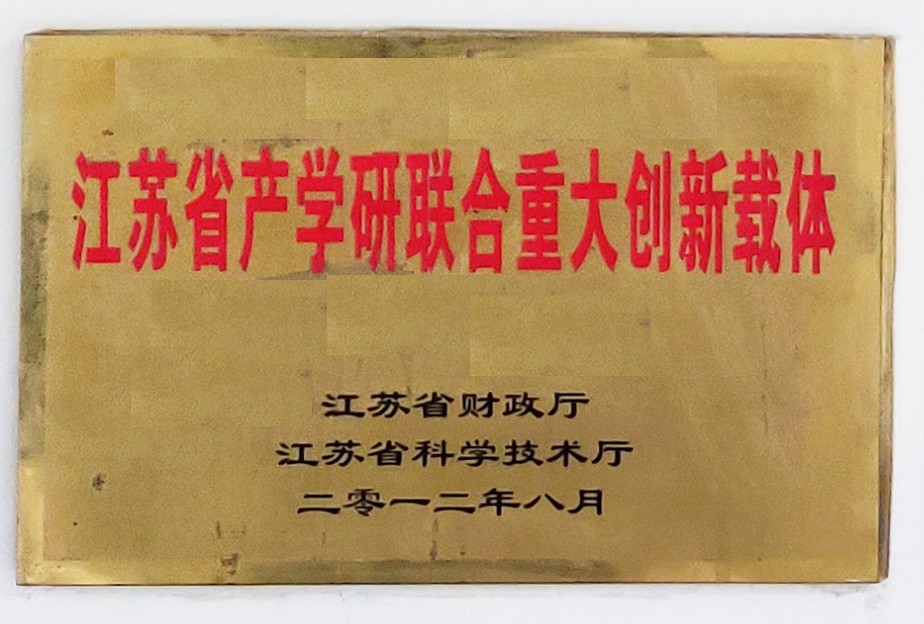 江苏省产学研联合重大创新载体
江苏省财政厅
江苏省科学技术厅
二零一二年八月